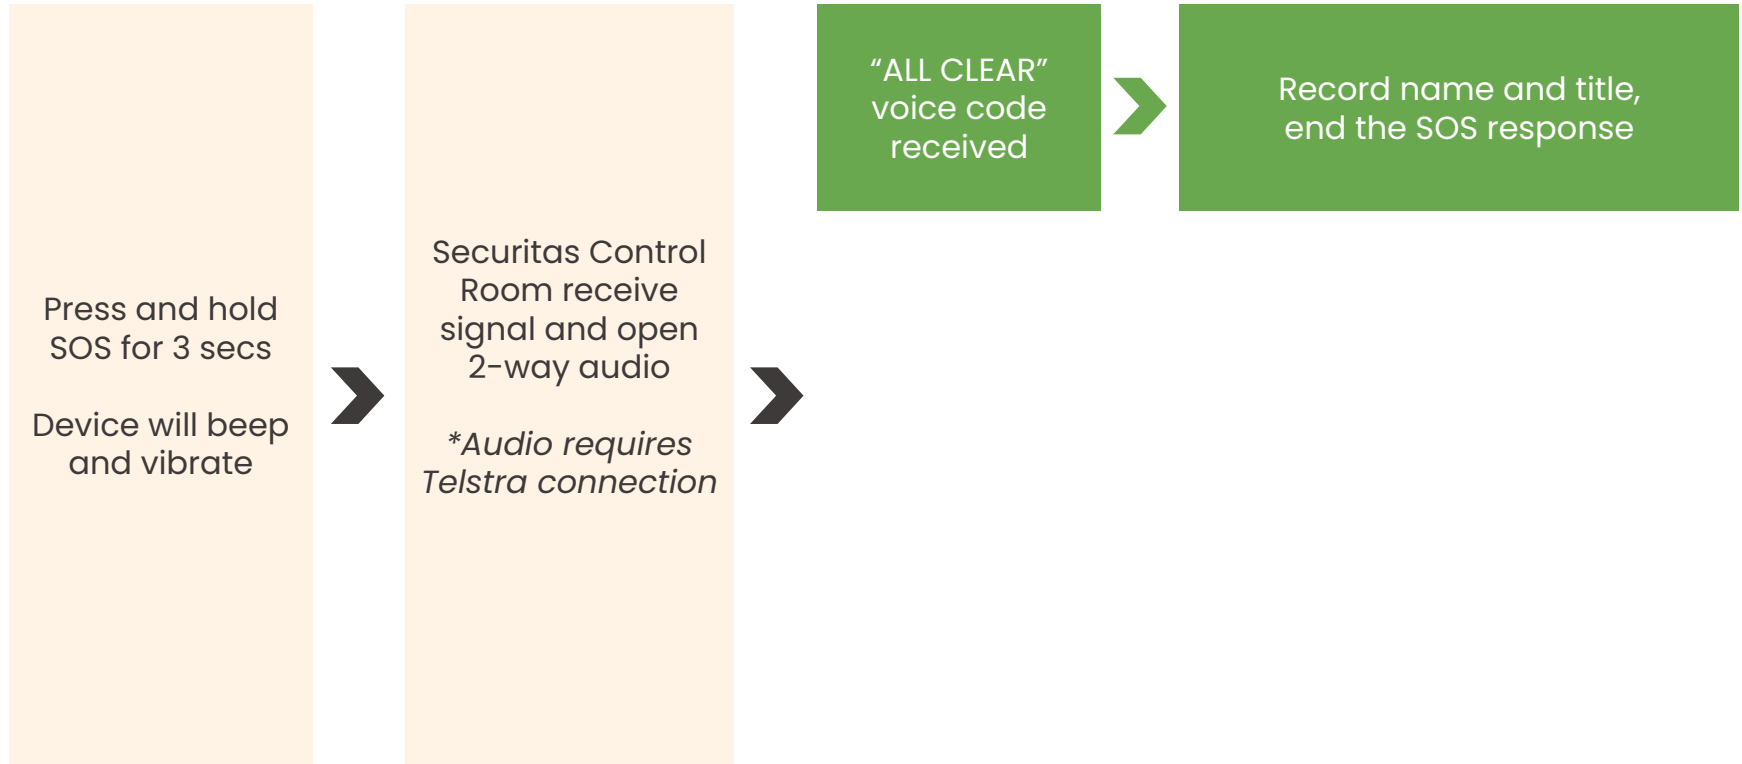 Press and hold
SOS for 3 secs
Device will beep
and vibrate
Securitas Control
Room receive
signal and open
2-way audio
*Audio requires
Telstra connection
“ALL CLEAR”
voice code
received
Record name and title,
end the SOS response